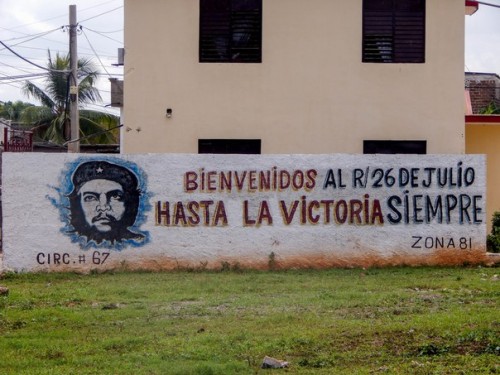 BIENVENIDOS AL R/26 DE JULIO
HASTA LA VICTORIA SIEMPRE
ZONA 81
CIRC. # 67